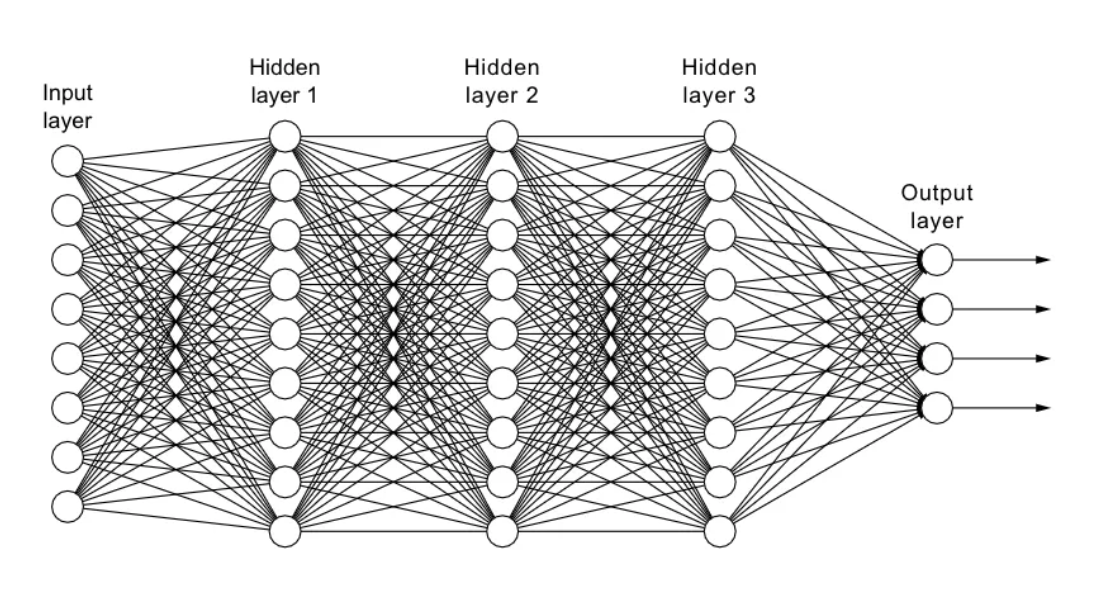 Input
layer
Hidden
layer 1
Hidden
layer 2
Hidden
layer 3
Output
layer